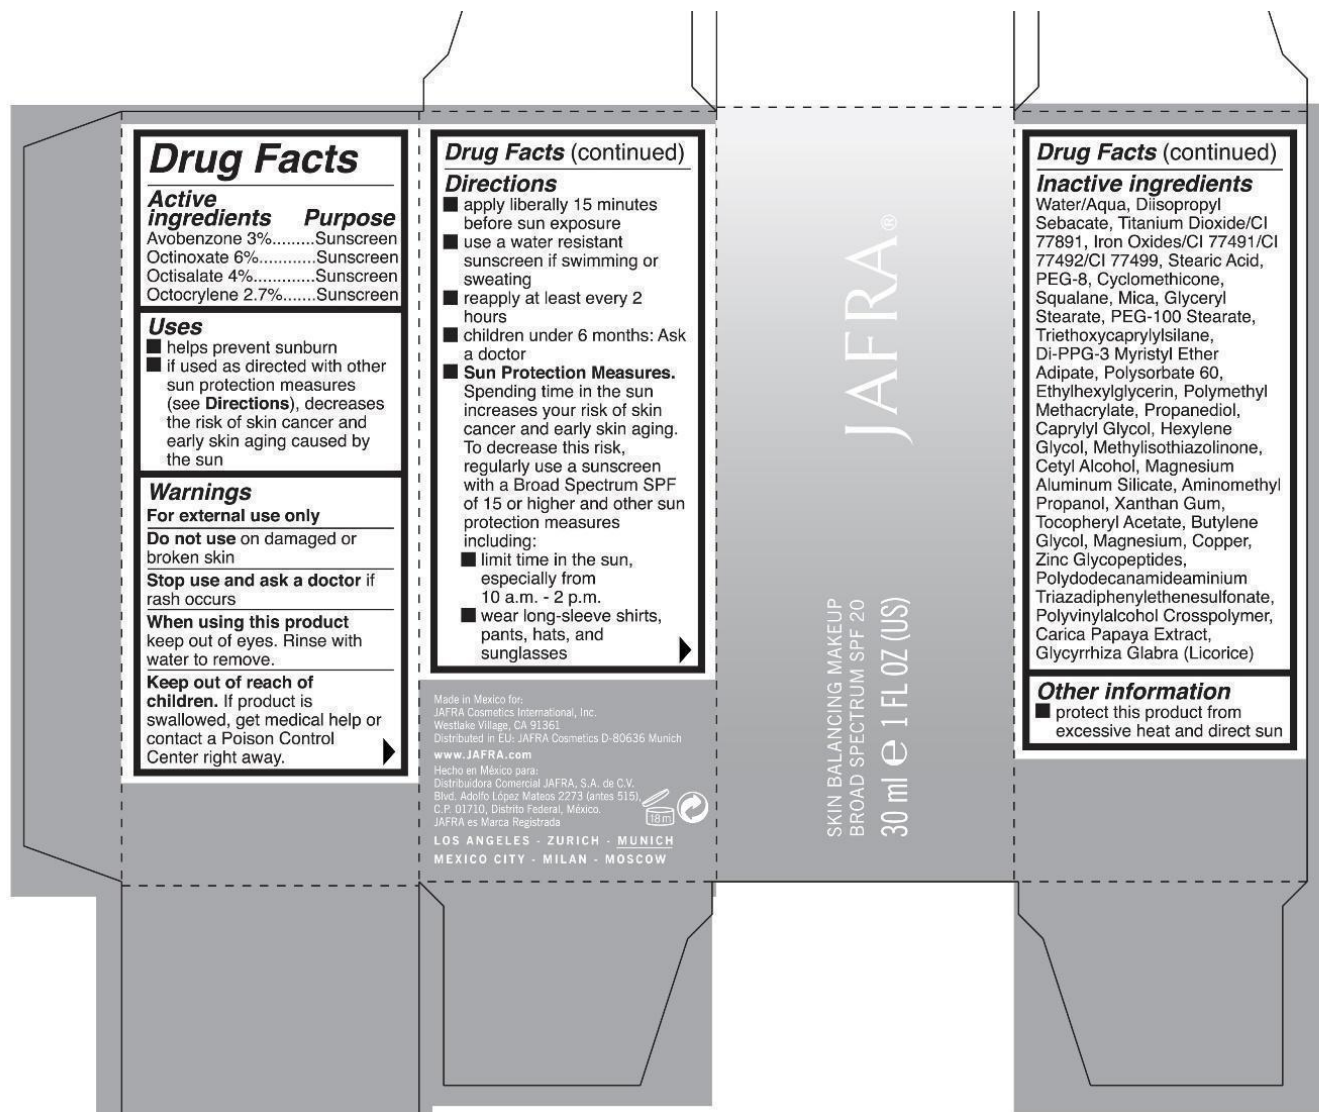 Drug Facts
Active
ingredients Purpose
Avobenzone 3%.........Sunscreen
Octinoxate 6%............Sunscreen
Octisalate 4%.............Sunscreen
Octocrylene 2.7%.......Sunscreen
Uses
■ helps prevent sunburn
■ if used as directed with other
sun protection measures
(see Directions), decreases
the risk of skin cancer and
early skin aging caused by
the sun
Warnings
For external use only
Do not use on damaged or
broken skin
Stop use and ask a doctor if
rash occurs
When using this product
keep out of eyes. Rinse with
water to remove.
Keep out of reach of
children. If product is
swallowed, get medical help or
contact a Poison Control
Center right away.
Drug Facts (continued)
Directions
■ apply liberally 15 minutes
before sun exposure
■ use a water resistant
sunscreen if swimming or
sweating
■ reapply at least every 2
hours
■ children under 6 months: Ask
a doctor
■ Sun Protection Measures.
Spending time in the sun
increases your risk of skin
cancer and early skin aging.
To decrease this risk,
regularly use a sunscreen
with a Broad Spectrum SPF
of 15 or higher and other sun
protection measures
including:
■ limit time in the sun,
especially from
10 a.m. - 2 p.m.
■ wear long-sleeve shirts,
pants, hats, and
sunglasses
Made in Mexico for:
JAFRA Cosmetics International, Inc.
Westlake Village, CA 91361
Distributed in EU: JAFRA Cosmetics D-80636 Munich
www.JAFRA.com
Hecho en México para:
Distribuidora Comercial JAFRA, S.A. de C.V.
Blvd. Adolfo López Mateos 2273 (antes 515),
C.P. 01710, Distrito Federal, México.
JAFRA es Marca Registrada
18m
LOS ANGELES - ZURICH - MUNICH
MEXICO CITY - MILAN - MOSCOW
JAFRA®
SKIN BALANCING MAKEUP
BROAD SPECTRUM SPF 20
30 ml ℮ 1 FL OZ (US)
Drug Facts (continued)
Inactive ingredients
Water/Aqua, Diisopropyl
Sebacate, Titanium Dioxide/CI
77891, Iron Oxides/CI 77491/CI
77492/CI 77499, Stearic Acid,
PEG-8, Cyclomethicone,
Squalane, Mica, Glyceryl
Stearate, PEG-100 Stearate,
Triethoxycaprylylsilane,
Di-PPG-3 Myristyl Ether
Adipate, Polysorbate 60,
Ethylhexylglycerin, Polymethyl
Methacrylate, Propanediol,
Caprylyl Glycol, Hexylene
Glycol, Methylisothiazolinone,
Cetyl Alcohol, Magnesium
Aluminum Silicate, Aminomethyl
Propanol, Xanthan Gum,
Tocopheryl Acetate, Butylene
Glycol, Magnesium, Copper,
Zinc Glycopeptides,
Polydodecanamideaminium
Triazadiphenylethenesulfonate,
Polyvinylalcohol Crosspolymer,
Carica Papaya Extract,
Glycyrrhiza Glabra (Licorice)
Other information
■ protect this product from
excessive heat and direct sun